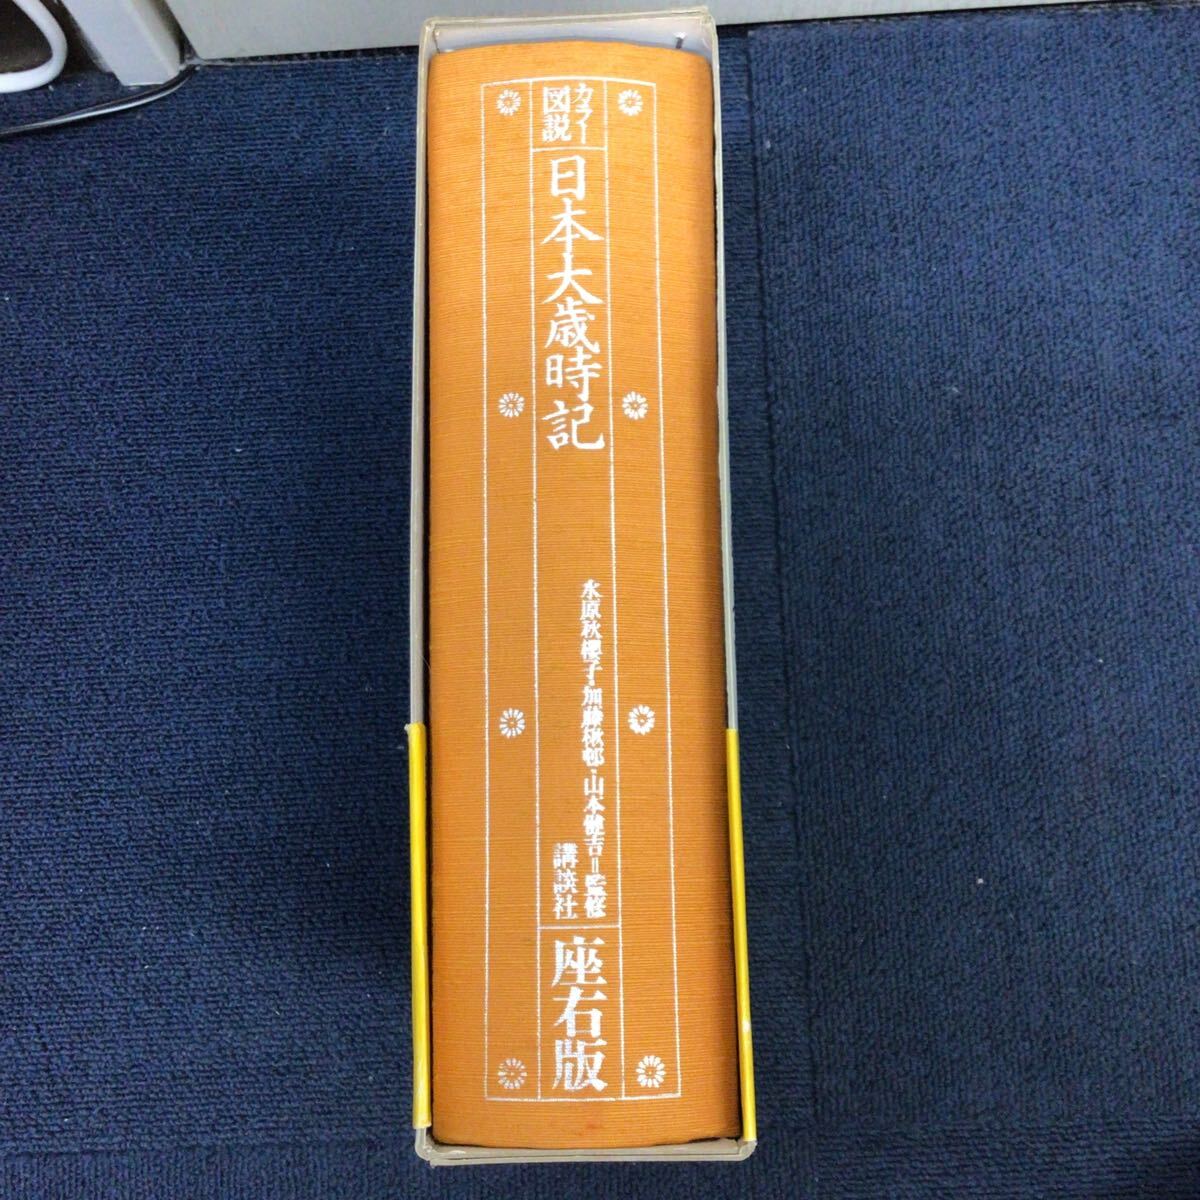 カラー
図説
日本大歳時記
水原秋櫻子・加藤楸邨・山本健吉＝監修
講談社
座右版